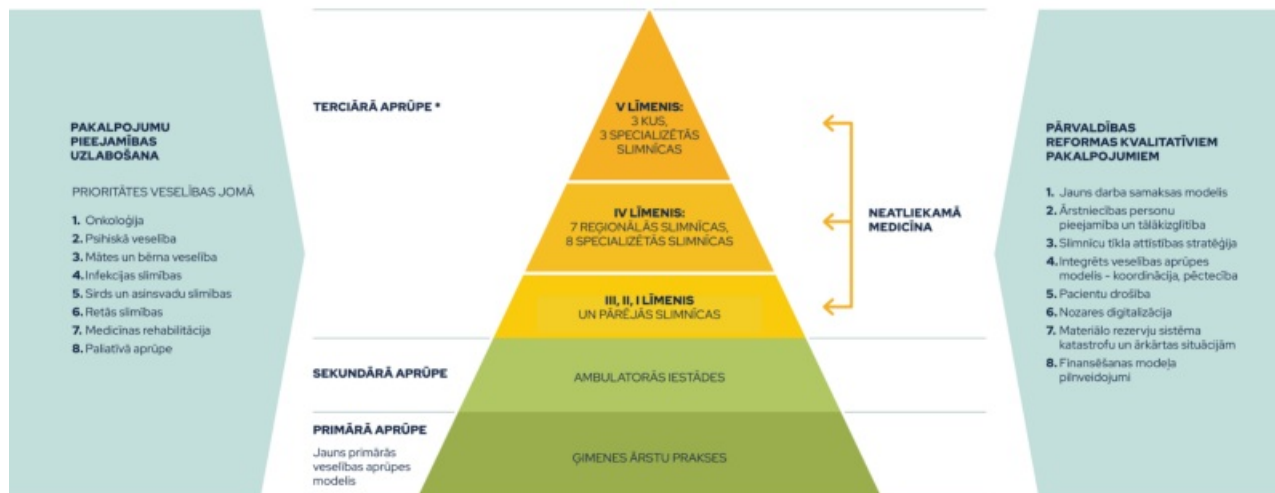 PAKALPOJUMU
PIEEJAMĪBAS
UZLABOŠANA
PRIORITĀTES VESELĪBAS JOMĀ
1. Onkoloģija
2. Psihiskā veselība
3. Mātes un bērna veselība
4. Infekcijas slimības
5. Sirds un asinsvadu slimības
6. Retās slimības
7. Medicīnas rehabilitācija
8. Paliatīvā aprūpe
TERCIĀRĀ APRŪPE *
V LĪMENIS:
3 KUS,
3 SPECIALIZĒTĀS
SLIMNĪCAS
IV LĪMENIS:
7 REĢIONĀLĀS SLIMNĪCAS,
8 SPECIALIZĒTĀS SLIMNĪCAS
III, II, I LĪMENIS
UN PĀRĒJĀS SLIMNĪCAS
NEATLIEKAMĀ
MEDICĪNA
SEKUNDĀRĀ APRŪPE
AMBULATORĀS IESTĀDES
PRIMĀRĀ APRŪPE
Jauns primārās
veselības aprūpes
modelis
ĢIMENES ĀRSTU PRAKSES
PĀRVALDĪBAS
REFORMAS KVALITATĪVIEM
PAKALPOJUMIEM
1. Jauns darba samaksas modelis
2. Ārstniecības personu
pieejamība un tālākizglītība
3. Slimnīcu tīkla attīstības stratēģija
4. Integrēts veselības aprūpes
modelis - koordinācija, pēctecība
5. Pacientu drošība
6. Nozares digitalizācija
7. Materiālo rezervju sistēma
katastrofu un ārkārtas situācijām
8. Finansēšanas modeļa
pilnveidojumi